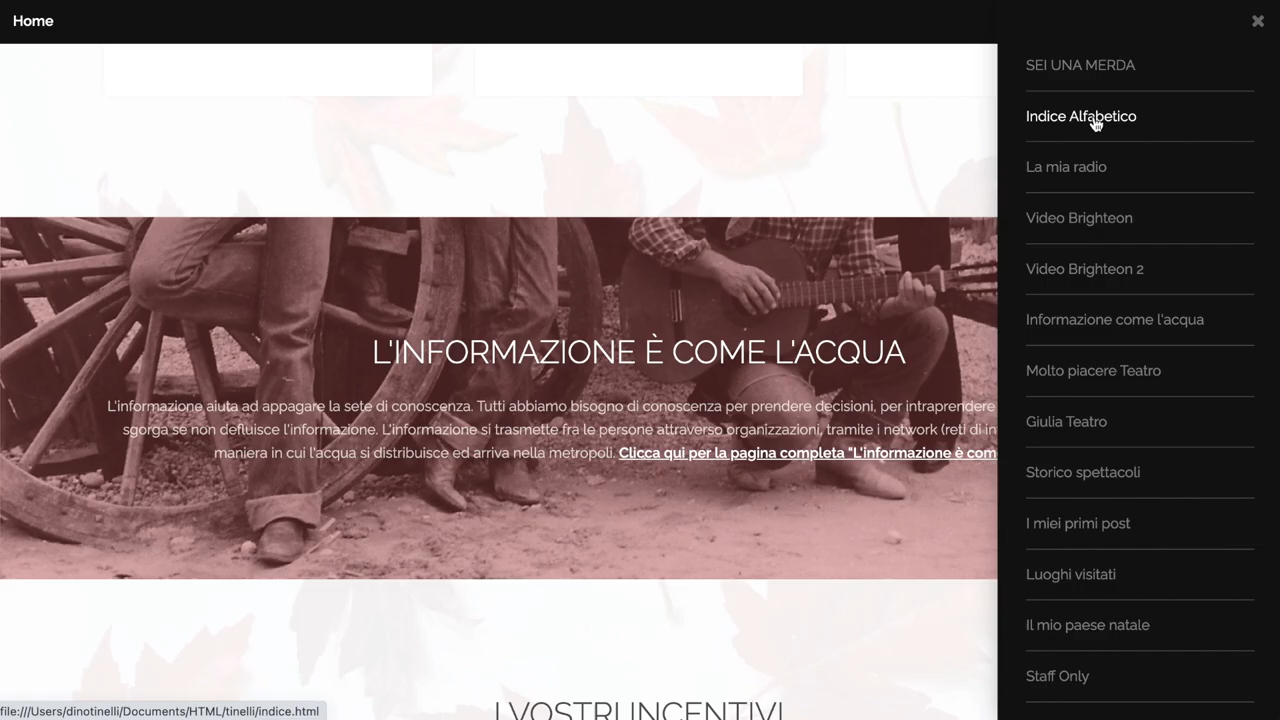 Home
SEI UNA MERDA
Indice Alfabetico
La mia radio
Video Brighteon
Video Brighteon 2
Informazione come l'acqua
Molto piacere Teatro
Giulia Teatro
Storico spettacoli
I miei primi post
Luoghi visitati
Il mio paese natale
Staff Only
L'INFORMAZIONE È COME L'ACQUA
L'informazione aiuta ad appagare la sete di conoscenza. Tutti abbiamo bisogno di conoscenza per prendere decisioni, per intraprendere
sgorga se non defluisce l'informazione. L'informazione si trasmette fra le persone attraverso organizzazioni, tramite i network (reti di in
maniera in cui l'acqua si distribuisce ed arriva nella metropoli. Clicca qui per la pagina completa "L'informazione è com
I VOSTRI INCENTIVI
file:///Users/dinotinelli/Documents/HTML/tinelli/indice.html